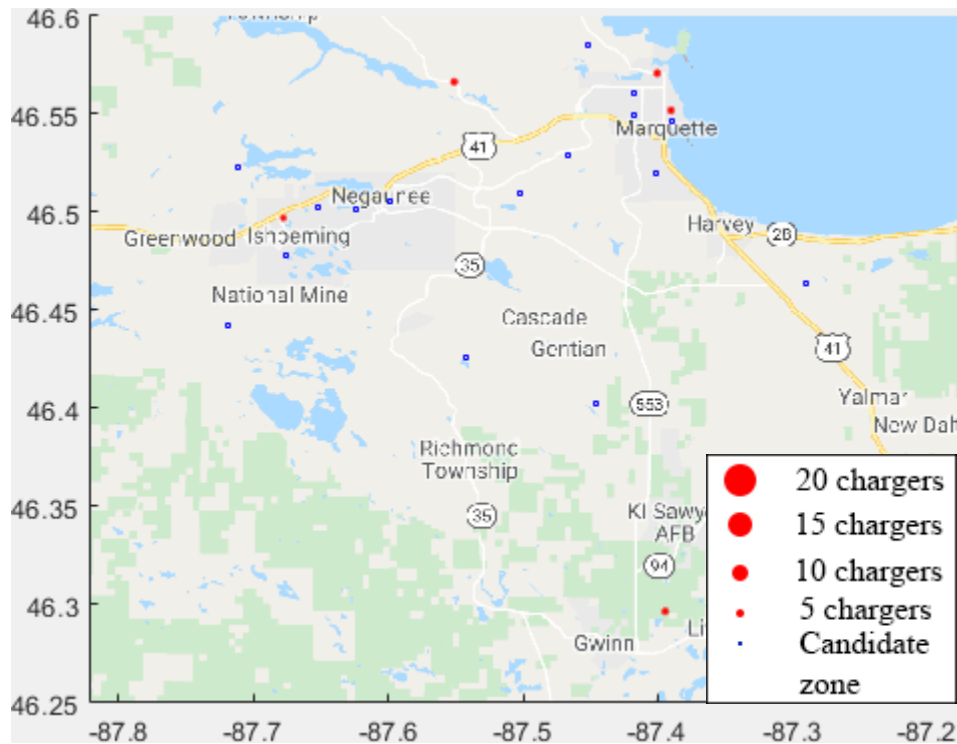 46.6
46.55
46.5
46.45
46.4
46.35
46.3
46.25
Township
41
Marquette
Negaunee
Greenwood
Ishpeming
Harvey
28
35
National Mine
Cascade
Gentian
41
553
Yalmar
New Dah
Richmond
Township
35
KI Sawy
AFB
94
Gwinn
Li
20 chargers
15 chargers
10 chargers
5 chargers
Candidate
zone
-87.8
-87.7
-87.6
-87.5
-87.4
-87.3
-87.2